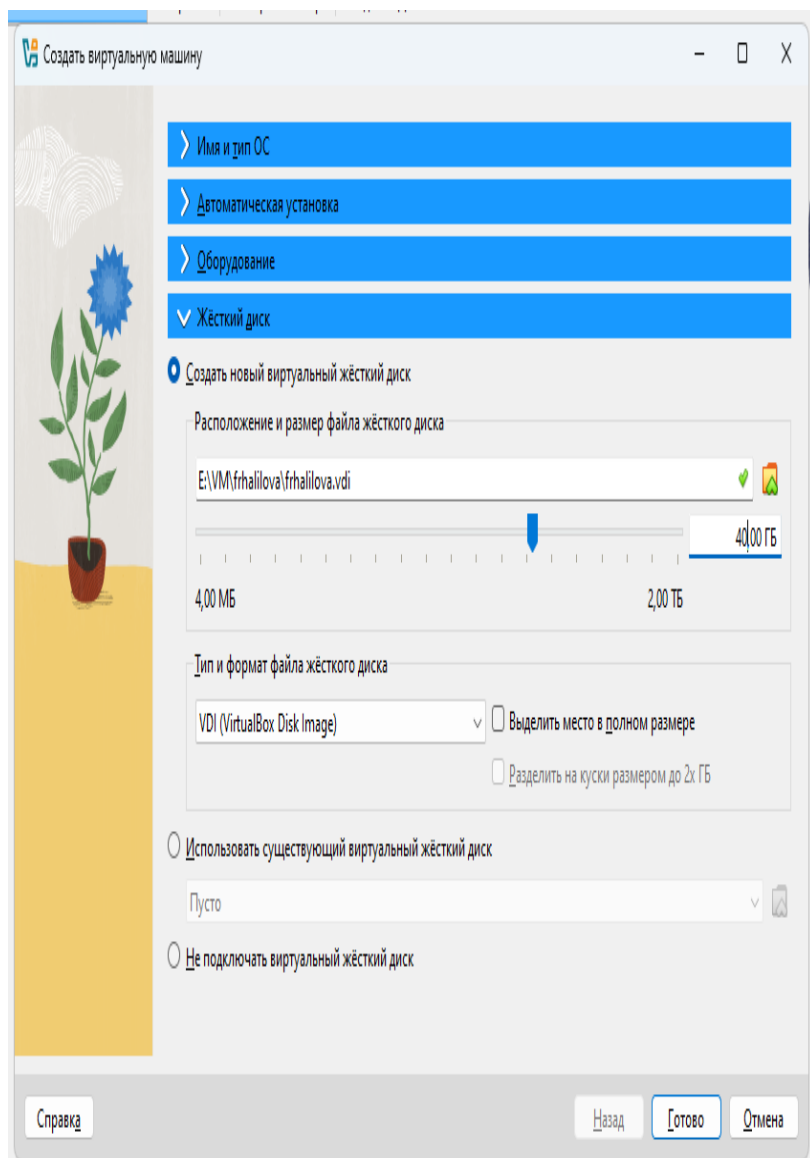 Создать виртуальную машину
Имя и тип ОС
Автоматическая установка
Оборудование
Жёсткий диск
Создать новый виртуальный жёсткий диск
Расположение и размер файла жёсткого диска
E:\VM\frhalilova\frhalilova.vdi
40,00 ГБ
4,00 МБ 2,00 ТБ
Тип и формат файла жёсткого диска
VDI (VirtualBox Disk Image) Выделить место в полном размере
Разделить на куски размером до 2х ГБ
Использовать существующий виртуальный жёсткий диск
Пусто
Не подключать виртуальный жёсткий диск
Справка Назад Готово Отмена